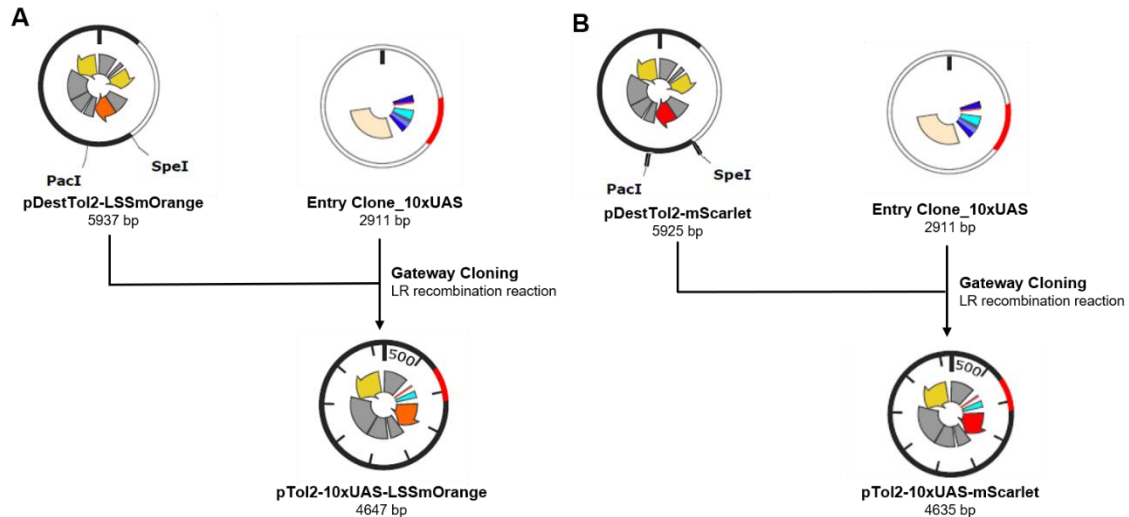 A
PacI
SpeI
pDestTol2-LSSmOrange
5937 bp
Entry Clone_10xUAS
2911 bp
Gateway Cloning
LR recombination reaction
500
pTol2-10xUAS-LSSmOrange
4647 bp
B
PacI
SpeI
pDestTol2-mScarlet
5925 bp
Entry Clone_10xUAS
2911 bp
Gateway Cloning
LR recombination reaction
500
pTol2-10xUAS-mScarlet
4635 bp